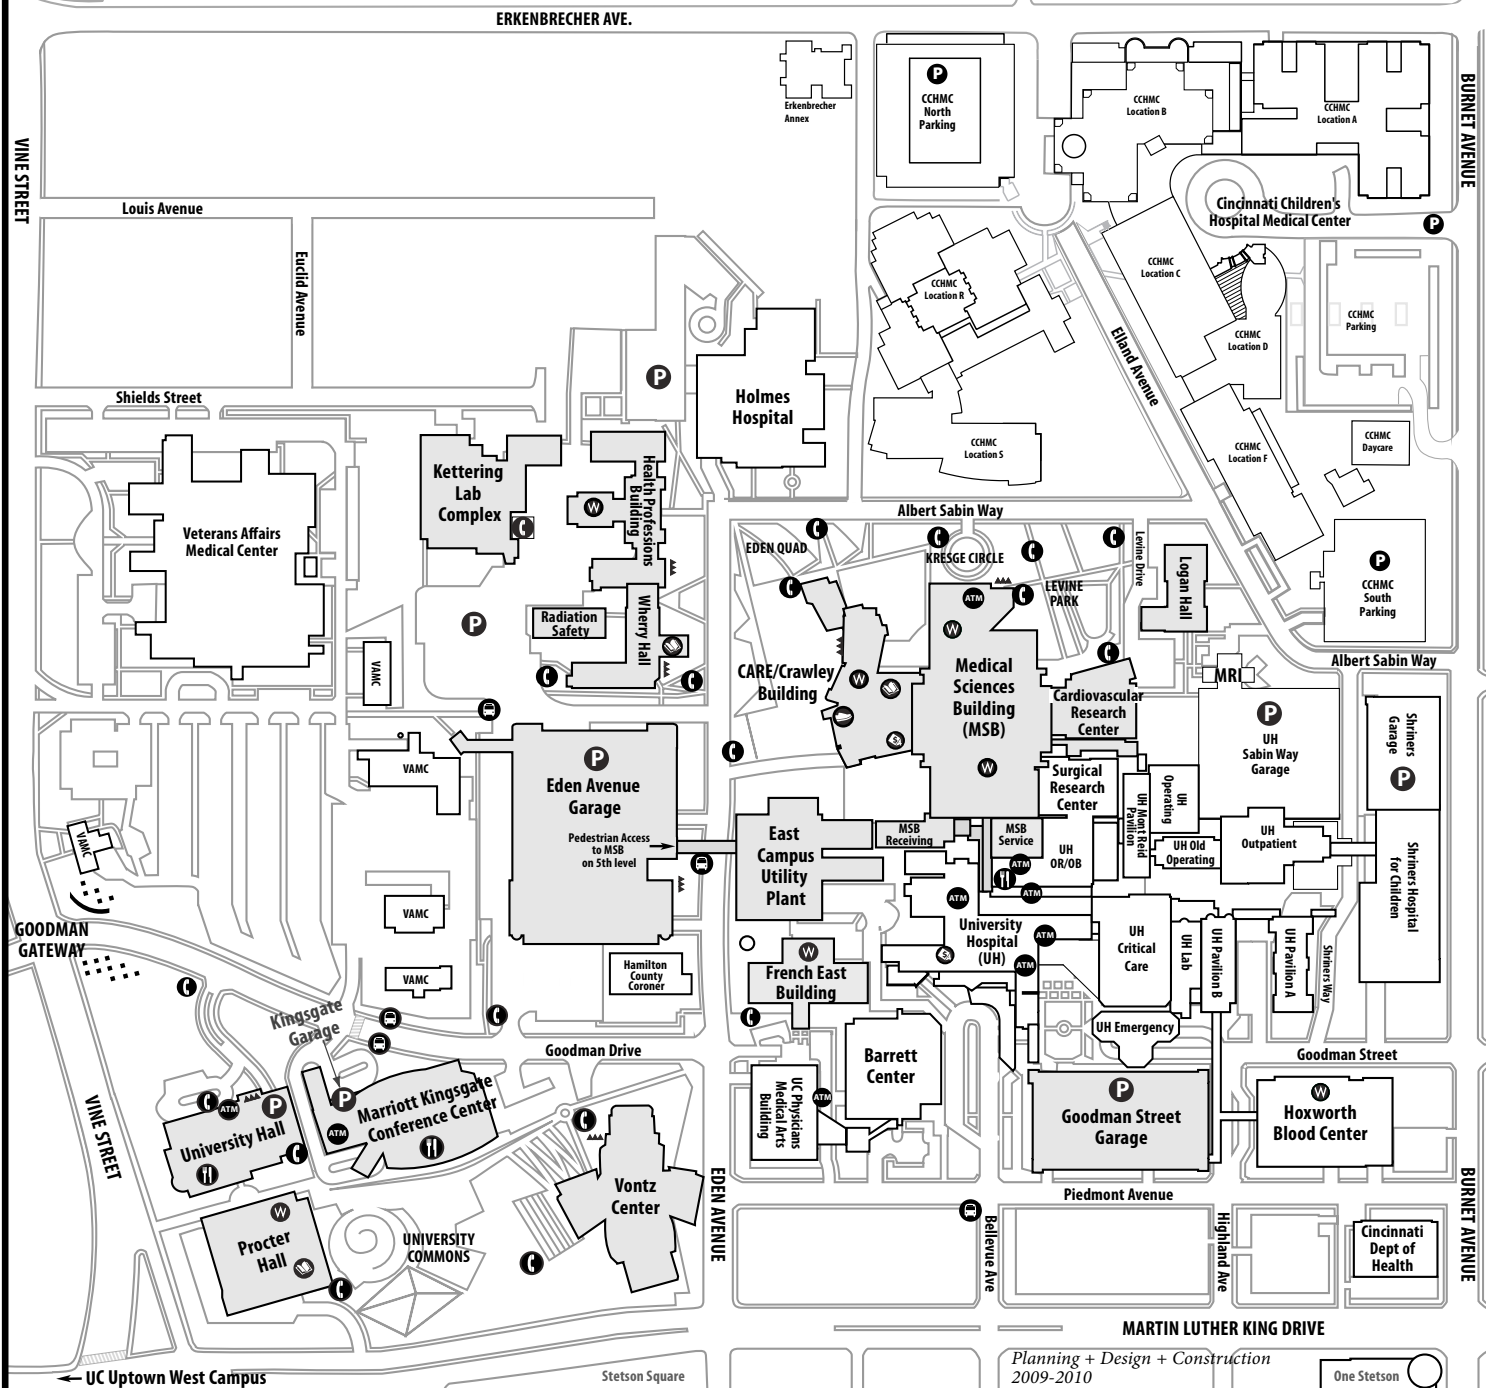 ERKENBRECHER AVE.
VINE STREET
BURNET AVENUE
Erkenbrecher
Annex
P
CCHMC
North
Parking
CCHMC
Location B
CCHMC
Location A
Louis Avenue
Euclid Avenue
Cincinnati Children's
Hospital Medical Center
P
CCHMC
Location C
CCHMC
Location R
CCHMC
Parking
CCHMC
Location D
Elland Avenue
Shields Street
P
Holmes
Hospital
CCHMC
Location S
CCHMC
Location F
CCHMC
Daycare
Kettering
Lab
Complex
Health Professions
Building
W
Veterans Affairs
Medical Center
Albert Sabin Way
EDEN QUAD
KRESGE CIRCLE
LEVINE
PARK
Levine Drive
Logan Hall
P
CCHMC
South
Parking
P
Radiation
Safety
Wherry Hall
VAMC
ATM
W
Medical
Sciences
Building
(MSB)
W
CARE/Crawley
Building
W
Cardiovascular
Research
Center
MRI
Albert Sabin Way
P
UH
Sabin Way
Garage
Shriners
Garage
P
VAMC
P
Eden Avenue
Garage
Pedestrian Access
to MSB
on 5th level
Surgical
Research
Center
UH Mont Reid
Pavilion
UH
Operating
VAMC
East
Campus
Utility
Plant
MSB
Receiving
MSB
Service
ATM
UH
OR/OB
UH Old
Operating
UH
Outpatient
Shriners Hospital
for Children
VAMC
GOODMAN
GATEWAY
ATM
ATM
University
Hospital
(UH)
ATM
ATM
UH
Critical
Care
UH Lab
UH Pavilion B
UH Pavilion A
Shriners Way
VAMC
Hamilton
County
Coroner
W
French East
Building
Kingsgate
Garage
UH Emergency
Goodman Drive
Goodman Street
Barrett
Center
UC Physicians
Medical Arts
Building
ATM
P
Goodman Street
Garage
W
Hoxworth
Blood Center
VINE STREET
ATM
P
University Hall
P
ATM
Marriott Kingsgate
Conference Center
Vontz
Center
EDEN AVENUE
Piedmont Avenue
Bellevue Ave
Highland Ave
BURNET AVENUE
W
Procter
Hall
UNIVERSITY
COMMONS
Cincinnati
Dept of
Health
MARTIN LUTHER KING DRIVE
UC Uptown West Campus
Stetson Square
Planning + Design + Construction
2009-2010
One Stetson